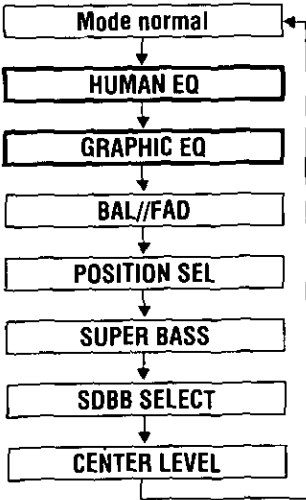 Mode normal
HUMAN EQ
GRAPHIC EQ
BAL//FAD
POSITION SEL
SUPER BASS
SDBB SELECT
CENTER LEVEL